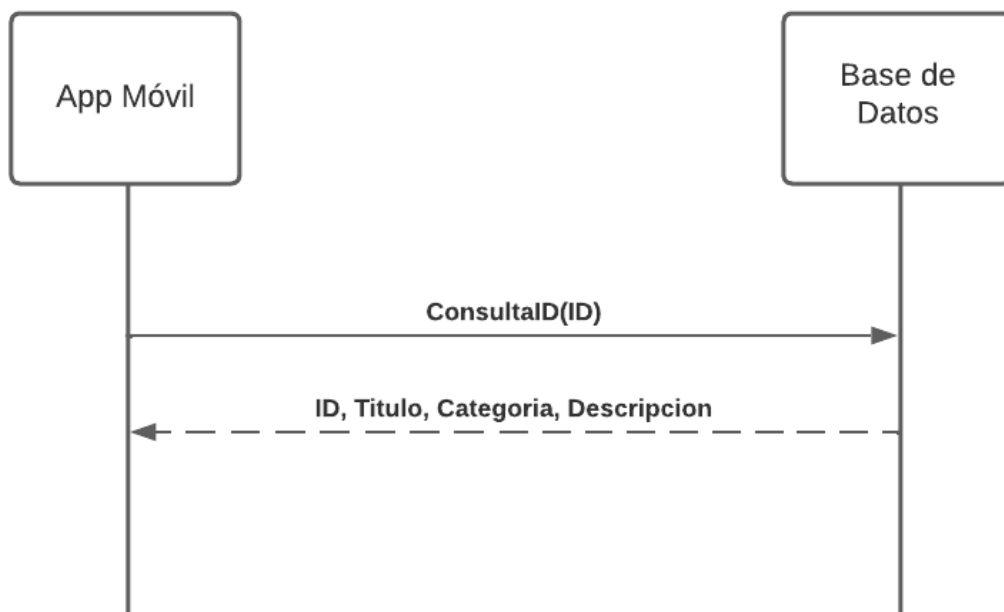 App Móvil
Base de
Datos
ConsultaID(ID)
ID, Titulo, Categoria, Descripcion